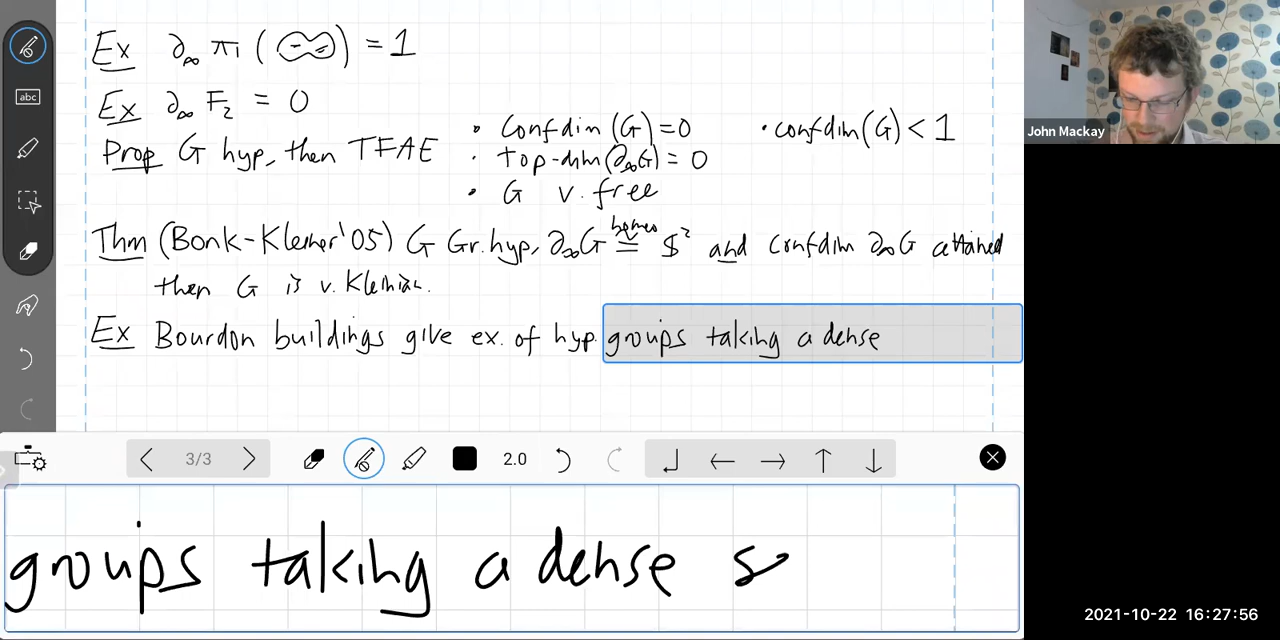 Ex ∂∞ π1 ( ) = 1
Ex ∂∞ F2 = 0
Prop G hyp, then TFAE
· Confdim (G) = 0
· confdim(G) < 1
· top-dim(∂∞G) = 0
· G v. free
Thm (Bonk-Kleiner '05) G Gr. hyp, ∂∞G ≅ S² and confdim ∂∞G attained
homeo
then G is v. Kleinian.
Ex Bourdon buildings give ex. of hyp. groups taking a dense
abc
3/3
2.0
groups taking a dense s
John Mackay
2021-10-22 16:27:56